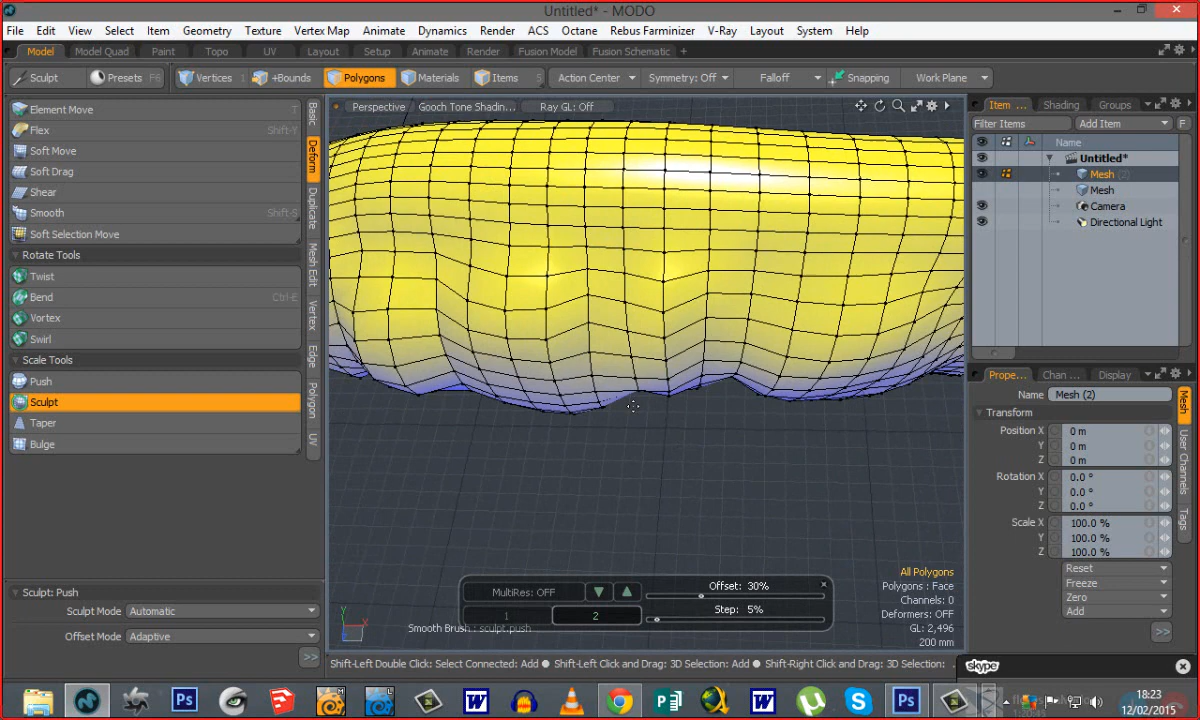 Untitled* - MODO
File Edit View Select Item Geometry Texture Vertex Map Animate Dynamics Render ACS Octane Rebus Farminizer V-Ray Layout System Help
Model Model Quad Paint Topo UV Layout Setup Animate Render Fusion Model Fusion Schematic +
Sculpt Presets F6 Vertices 1 +Bounds Polygons Materials Items 5 Action Center Symmetry: Off Falloff Snapping Work Plane
Element Move T
Flex Shift-Y
Soft Move
Soft Drag
Shear
Smooth Shift-S
Soft Selection Move
Rotate Tools
Twist
Bend Ctrl-E
Vortex
Swirl
Scale Tools
Push
Sculpt
Taper
Bulge
Basic
Deform
Duplicate
Mesh Edit
Vertex
Edge
Polygon
UV
Sculpt: Push
Sculpt Mode Automatic
Offset Mode Adaptive
>>
Perspective Gooch Tone Shadin... Ray GL: Off
MultiRes: OFF
1 2
Offset: 30%
Step: 5%
Smooth Brush : sculpt.push
Y X
All Polygons
Polygons : Face
Channels: 0
Deformers: OFF
GL: 2,496
200 mm
Item ... Shading Groups
Filter Items Add Item F
Name
Untitled*
Mesh (2)
Mesh
Camera
Directional Light
Prope... Chan ... Display
Name Mesh (2)
Transform
Position X 0 m
Y 0 m
Z 0 m
Rotation X 0.0 °
Y 0.0 °
Z 0.0 °
Scale X 100.0 %
Y 100.0 %
Z 100.0 %
Reset
Freeze
Zero
Add
>>
Mesh
User Channels
Tags
Shift-Left Double Click: Select Connected: Add ● Shift-Left Click and Drag: 3D Selection: Add ● Shift-Right Click and Drag: 3D Selection:
skype
18:23
12/02/2015